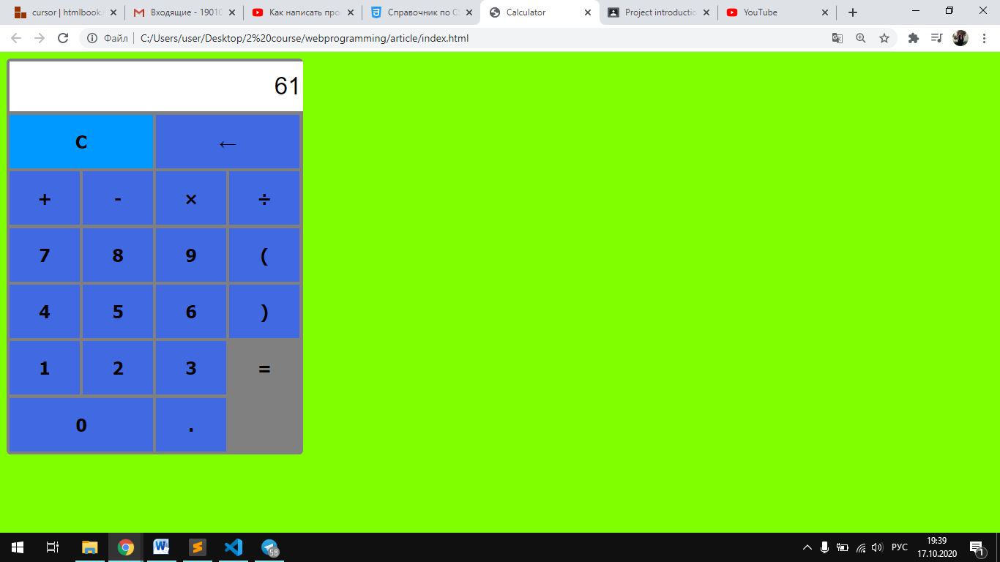 cursor | htmlbook.
Входящие - 1901
Как написать про
Справочник по C
Calculator
Project introductio
YouTube
Файл C:/Users/user/Desktop/2%20course/webprogramming/article/index.html
61
C ←
+ - × ÷
7 8 9 (
4 5 6 )
1 2 3 =
0 .
58
РУС
19:39
17.10.2020
1